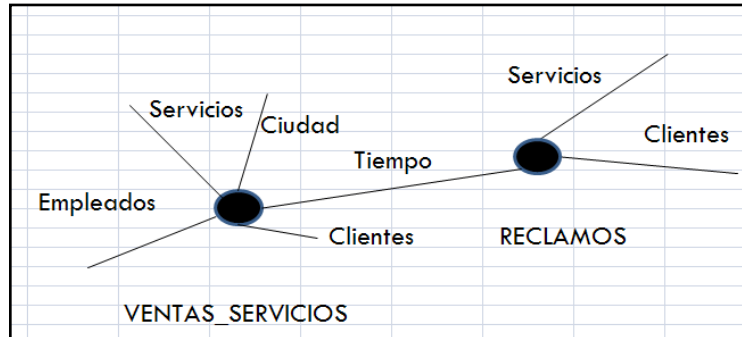 Servicios
Servicios
Ciudad
Clientes
Tiempo
Empleados
Clientes
RECLAMOS
VENTAS_SERVICIOS